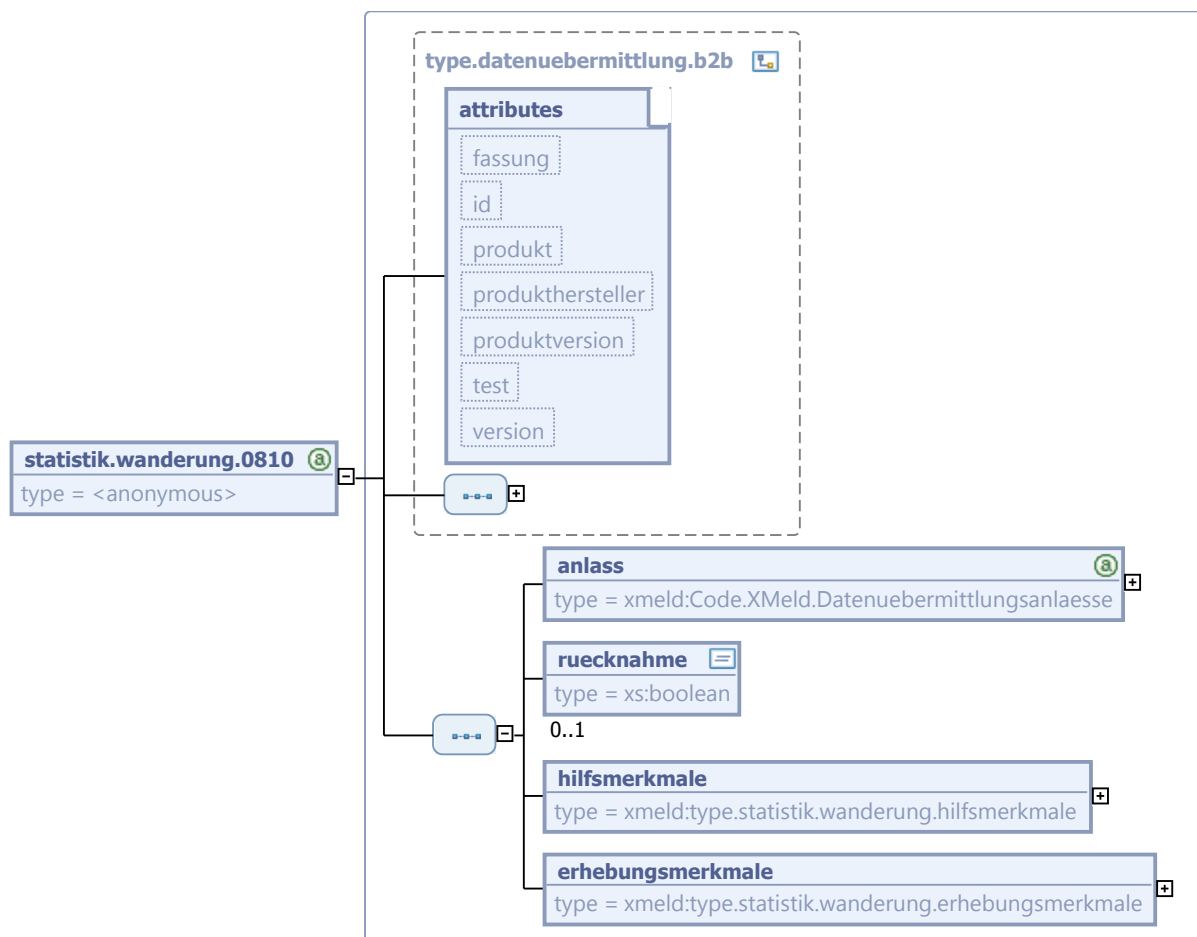 type.datenuebermittlung.b2b
attributes
fassung
id
produkt
produkthersteller
produktversion
test
version
statistik.wanderung.0810
type = <anonymous>
anlass
type = xmeld:Code.XMeld.Datenuebermittlungsanlaesse
ruecknahme
type = xs:boolean
0..1
hilfsmerkmale
type = xmeld:type.statistik.wanderung.hilfsmerkmale
erhebungsmerkmale
type = xmeld:type.statistik.wanderung.erhebungsmerkmale